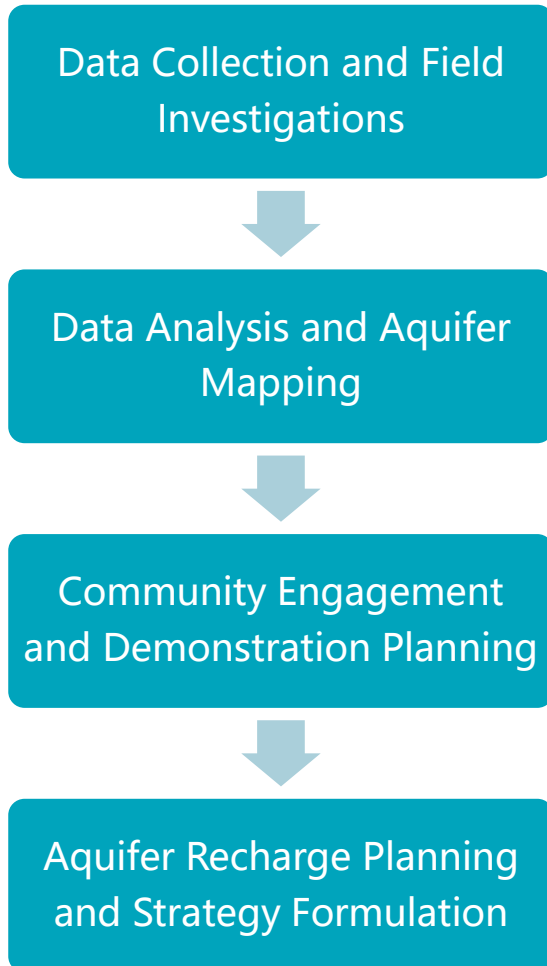 Data Collection and Field
Investigations
Data Analysis and Aquifer
Mapping
Community Engagement
and Demonstration Planning
Aquifer Recharge Planning
and Strategy Formulation